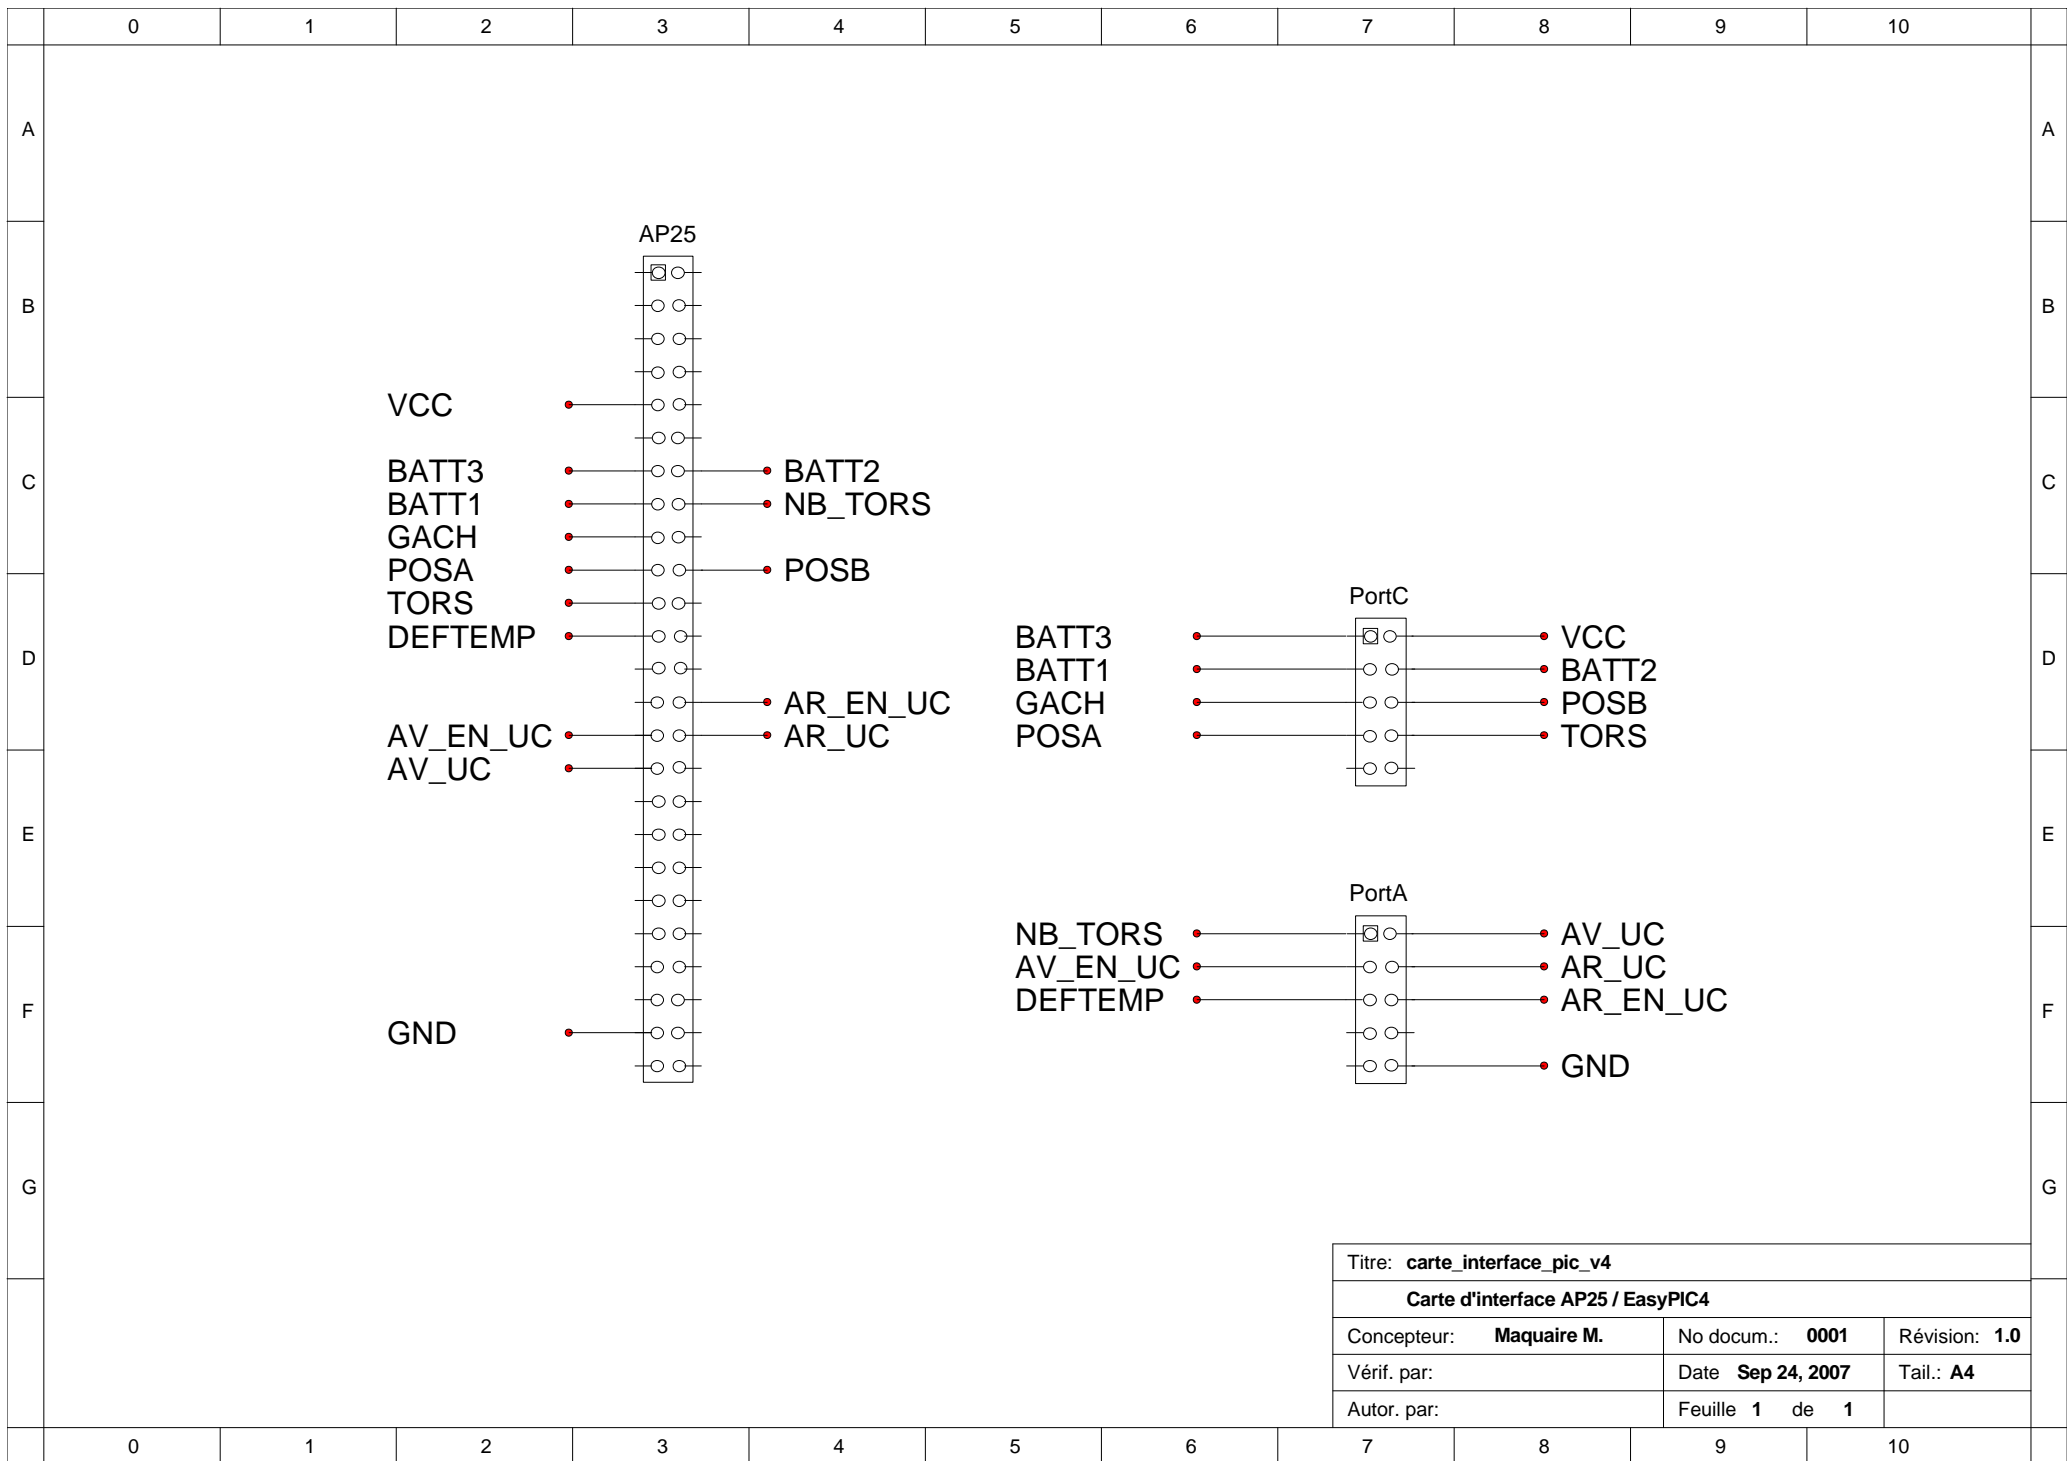 0 1 2 3 4 5 6 7 8 9 10
A A
AP25
B B
VCC
BATT3 BATT2
C C
BATT1 NB_TORS
GACH
POSA POSB
TORS PortC
DEFTEMP BATT3 VCC
D D
BATT1 BATT2
AR_EN_UC GACH POSB
AV_EN_UC AR_UC POSA TORS
AV_UC
E E
PortA
NB_TORS AV_UC
AV_EN_UC AR_UC
DEFTEMP AR_EN_UC
F F
GND
GND
G G
Titre: carte_interface_pic_v4
Carte d'interface AP25 / EasyPIC4
Concepteur: Maquaire M. No docum.: 0001 Révision: 1.0
Vérif. par: Date Sep 24, 2007 Tail.: A4
Autor. par: Feuille 1 de 1
0 1 2 3 4 5 6 7 8 9 10